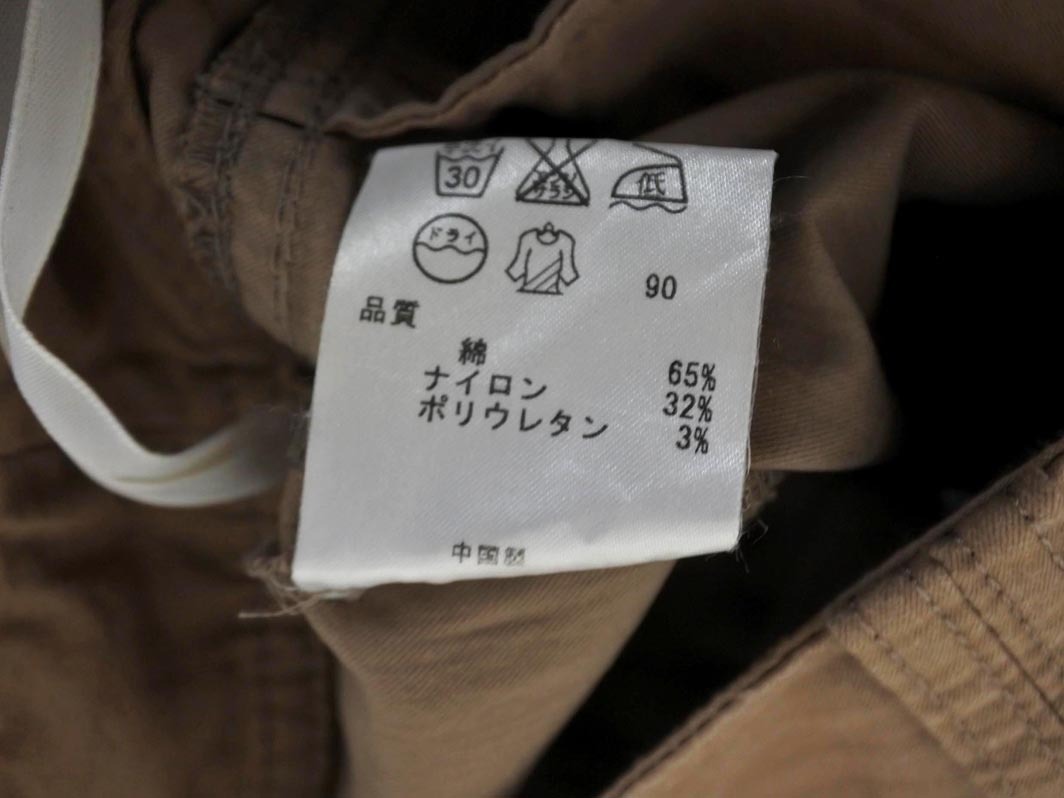 30
低
ドライ
90
品質
綿 65%
ナイロン 32%
ポリウレタン 3%
中国製